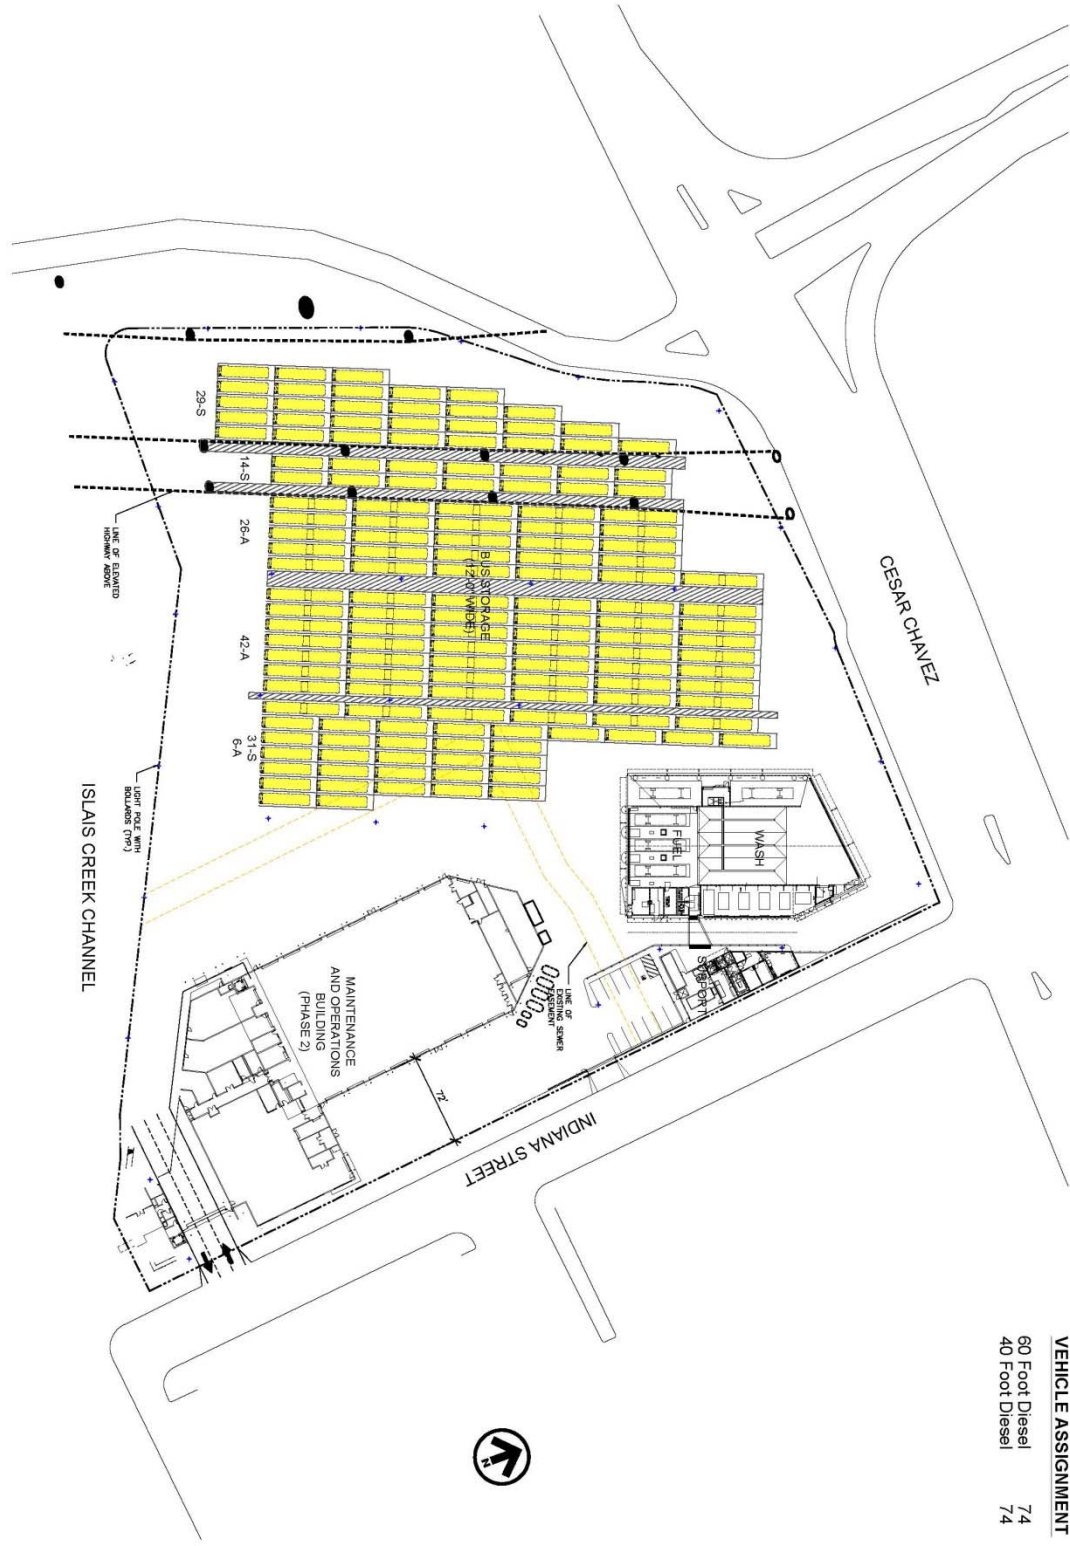 CESAR CHAVEZ
29-S
14-S
26-A
42-A
31-S
6-A
BUS STORAGE
(12'-0" WIDE)
LINE OF ELEVATED
HIGHWAY ABOVE
LIGHT POLE WITH
BOLLARDS (TYP.)
ISLAIS CREEK CHANNEL
WASH
FUEL
SUPPORT
LINE OF
EXISTING SEWER
EASEMENT
MAINTENANCE
AND OPERATIONS
BUILDING
(PHASE 2)
72'
INDIANA STREET
N
VEHICLE ASSIGNMENT
60 Foot Diesel 74
40 Foot Diesel 74